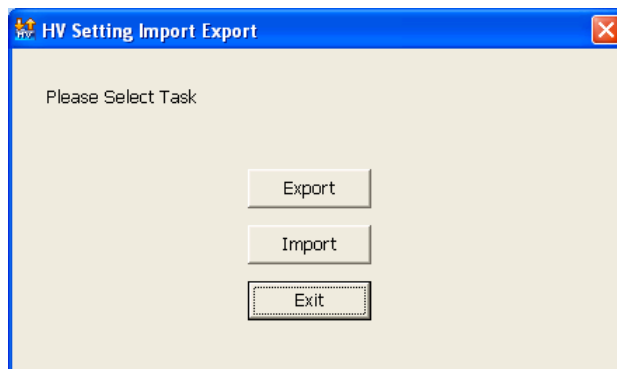 HV Setting Import Export
Please Select Task
Export
Import
Exit